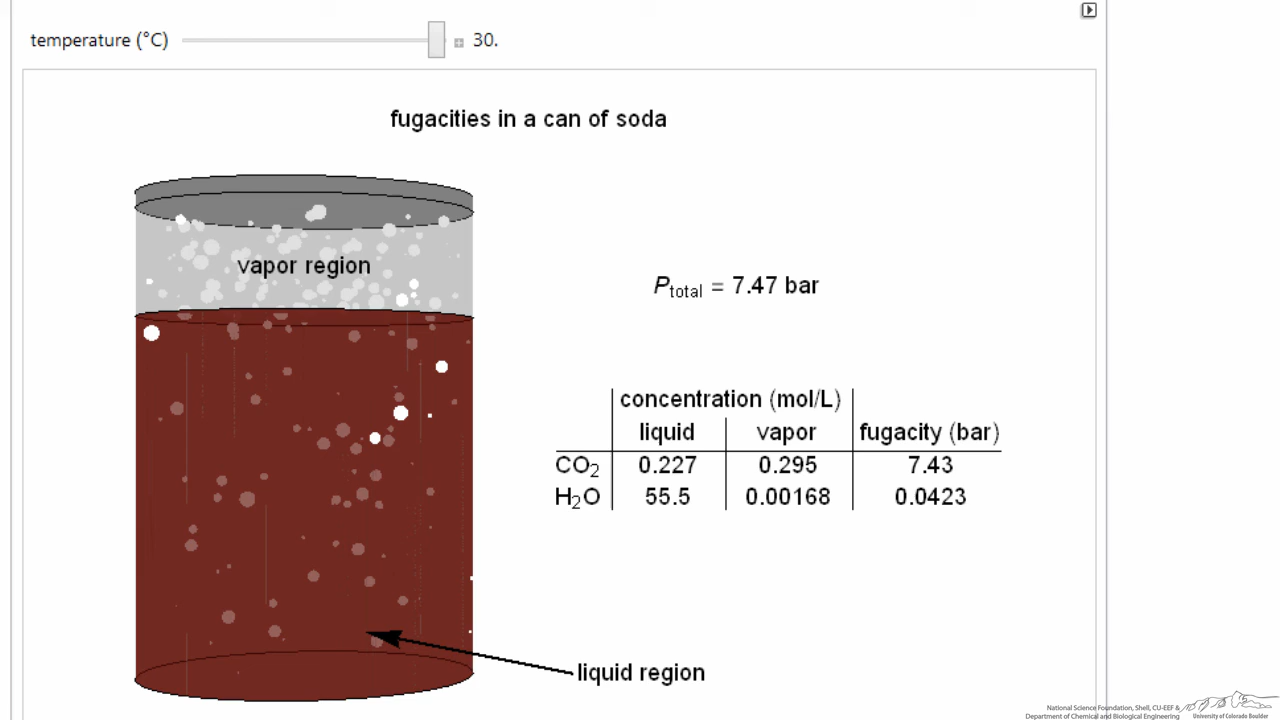 temperature (°C) 30.
fugacities in a can of soda
vapor region
P_total = 7.47 bar
concentration (mol/L)
liquid vapor fugacity (bar)
CO₂ 0.227 0.295 7.43
H₂O 55.5 0.00168 0.0423
liquid region
National Science Foundation, Shell, CU-EEF &
Department of Chemical and Biological Engineering
University of Colorado Boulder